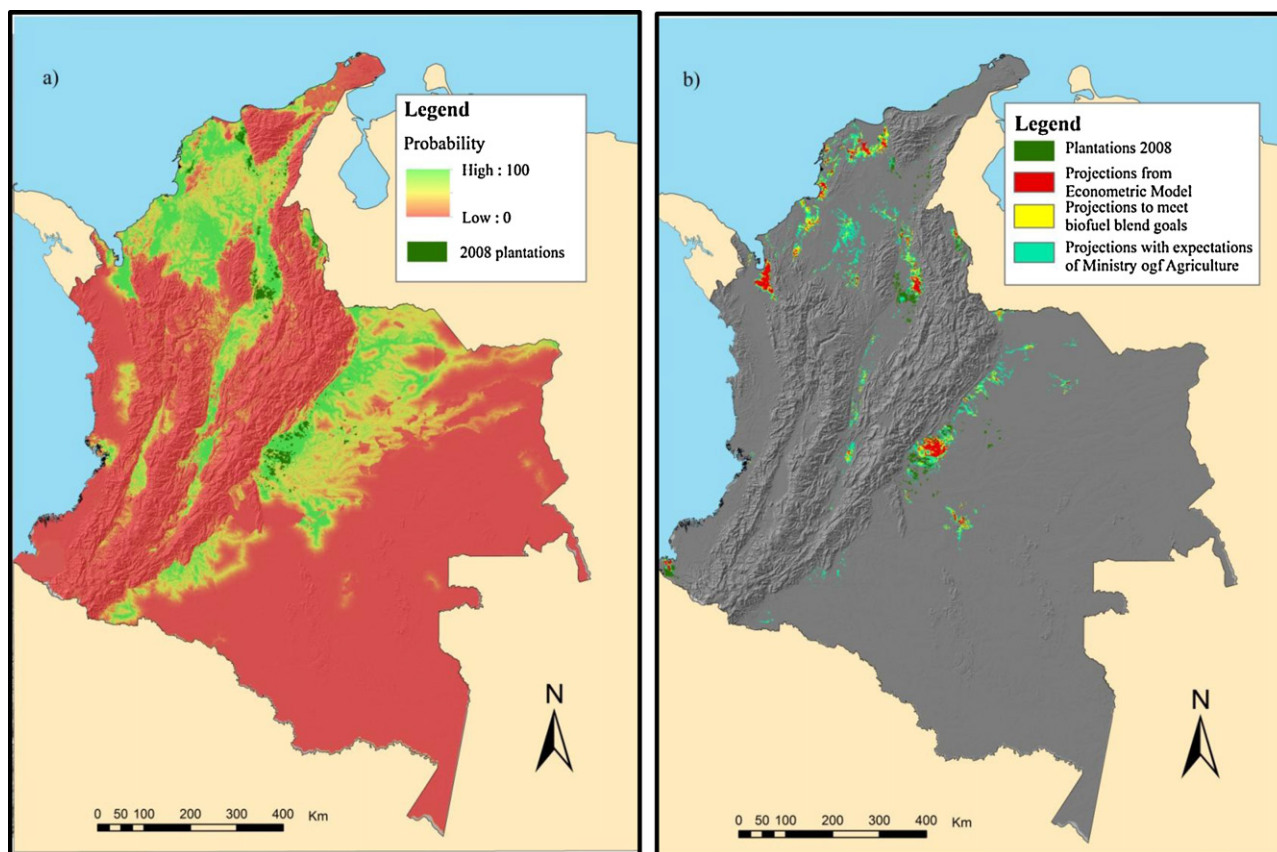 a)
Legend
Probability
High : 100
Low : 0
2008 plantations
N
0 50 100 200 300 400 Km
b)
Legend
Plantations 2008
Projections from
Econometric Model
Projections to meet
biofuel blend goals
Projections with expectations
of Ministry ogf Agriculture
N
0 50 100 200 300 400 Km